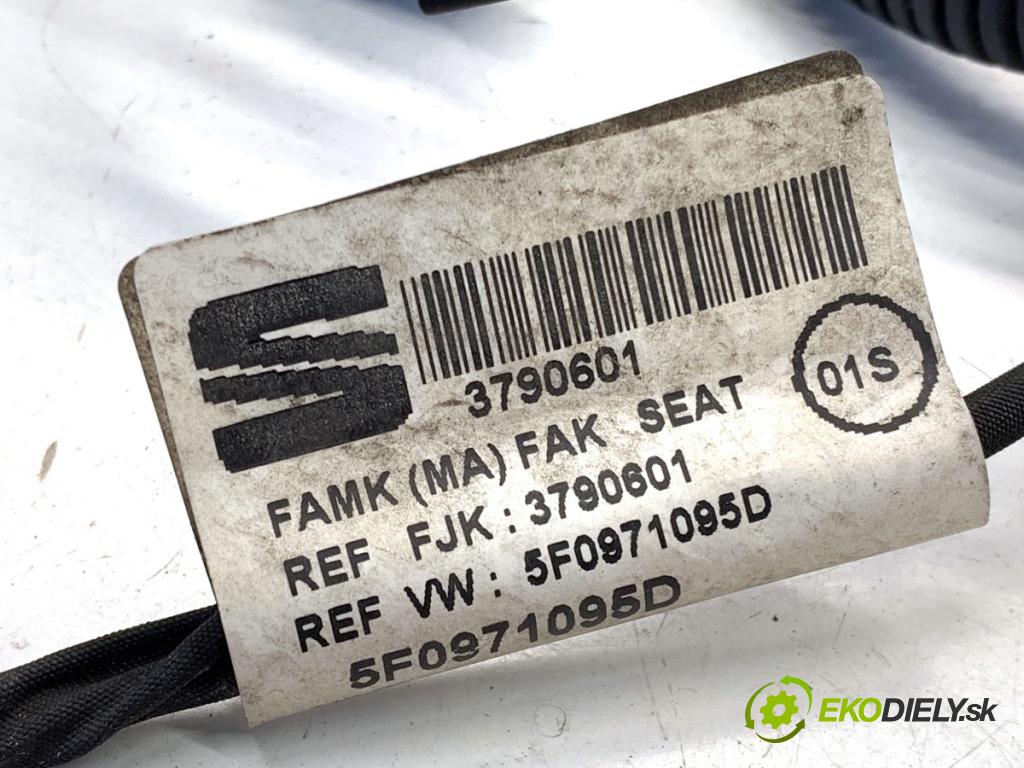 3790601
01S
FAMK (MA) FAK SEAT
REF FJK : 3790601
REF VW : 5F0971095D
5F0971095D
EKODIELY.sk